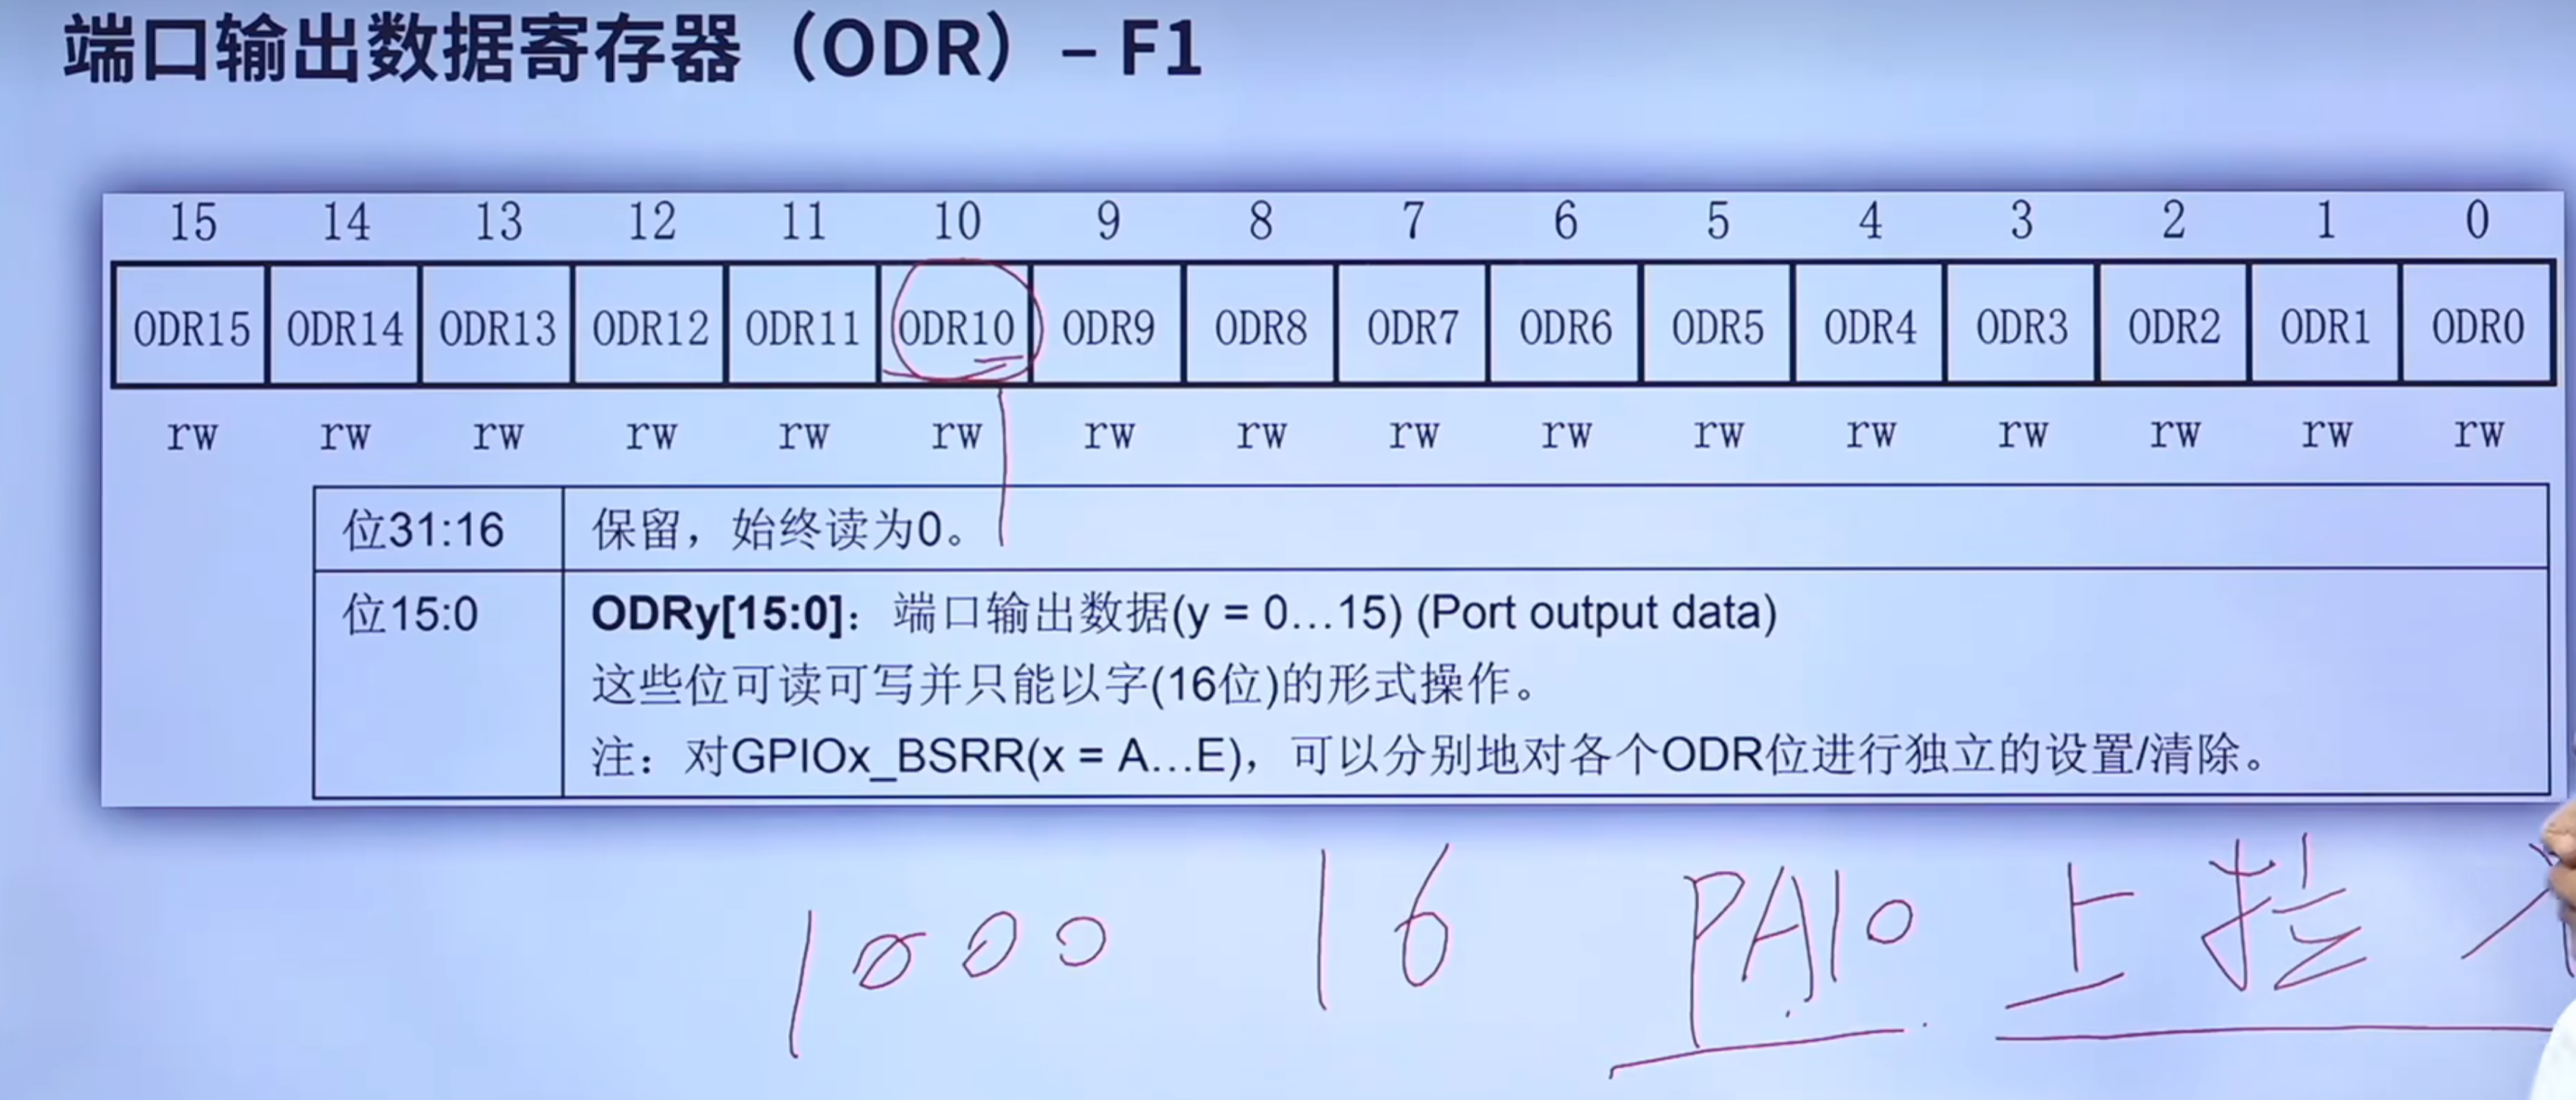 端口输出数据寄存器（ODR）– F1
15 14 13 12 11 10 9 8 7 6 5 4 3 2 1 0
ODR15 ODR14 ODR13 ODR12 ODR11 ODR10 ODR9 ODR8 ODR7 ODR6 ODR5 ODR4 ODR3 ODR2 ODR1 ODR0
rw rw rw rw rw rw rw rw rw rw rw rw rw rw rw rw
位31:16 保留，始终读为0。
位15:0 ODRy[15:0]：端口输出数据(y = 0…15) (Port output data)
这些位可读可写并只能以字(16位)的形式操作。
注：对GPIOx_BSRR(x = A…E)，可以分别地对各个ODR位进行独立的设置/清除。
1000 16 PA10 上拉